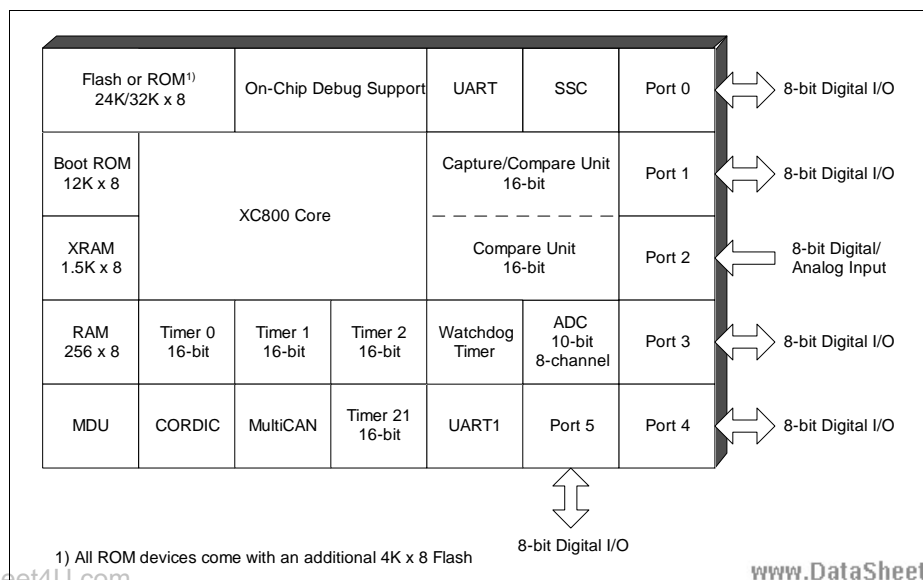 Flash or ROM1)
24K/32K x 8
On-Chip Debug Support
UART
SSC
Port 0
8-bit Digital I/O
Boot ROM
12K x 8
XC800 Core
Capture/Compare Unit
16-bit
Port 1
8-bit Digital I/O
XRAM
1.5K x 8
Compare Unit
16-bit
Port 2
8-bit Digital/
Analog Input
RAM
256 x 8
Timer 0
16-bit
Timer 1
16-bit
Timer 2
16-bit
Watchdog
Timer
ADC
10-bit
8-channel
Port 3
8-bit Digital I/O
MDU
CORDIC
MultiCAN
Timer 21
16-bit
UART1
Port 5
Port 4
8-bit Digital I/O
8-bit Digital I/O
1) All ROM devices come with an additional 4K x 8 Flash
eet4U.com
www.DataSheet